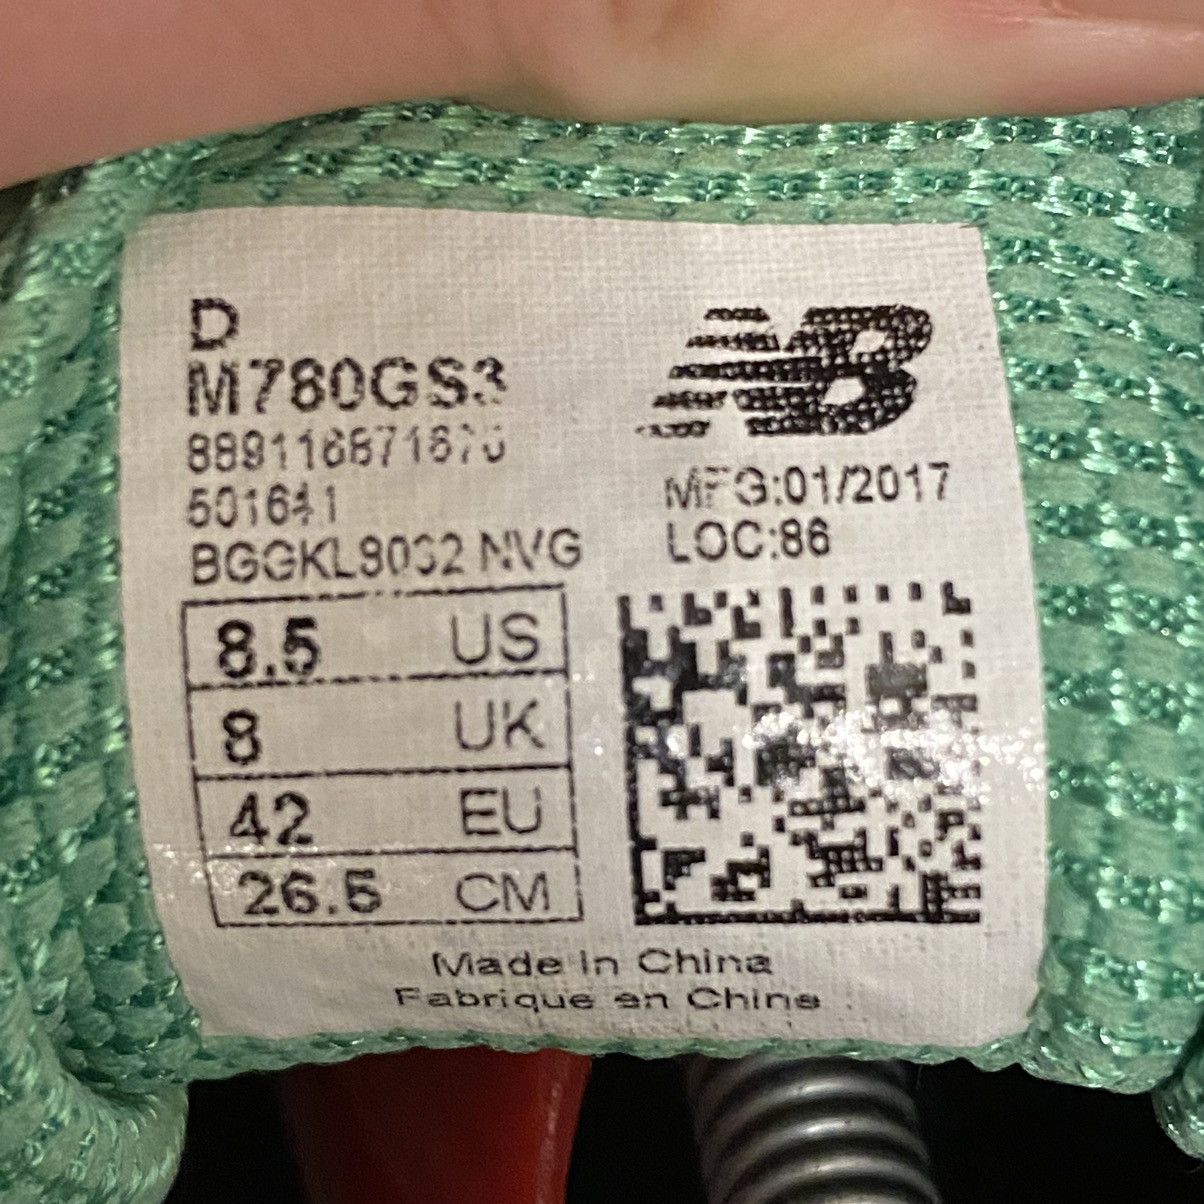 D
M780GS3
NB
501641
MFG:01/2017
LOC:86
NVG
8.5 US
8 UK
42 EU
26.5 CM
Made in China
Fabrique en Chine